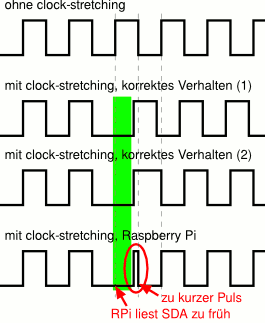 ohne clock-stretching
mit clock-stretching, korrektes Verhalten (1)
mit clock-stretching, korrektes Verhalten (2)
mit clock-stretching, Raspberry Pi
zu kurzer Puls
RPi liest SDA zu früh